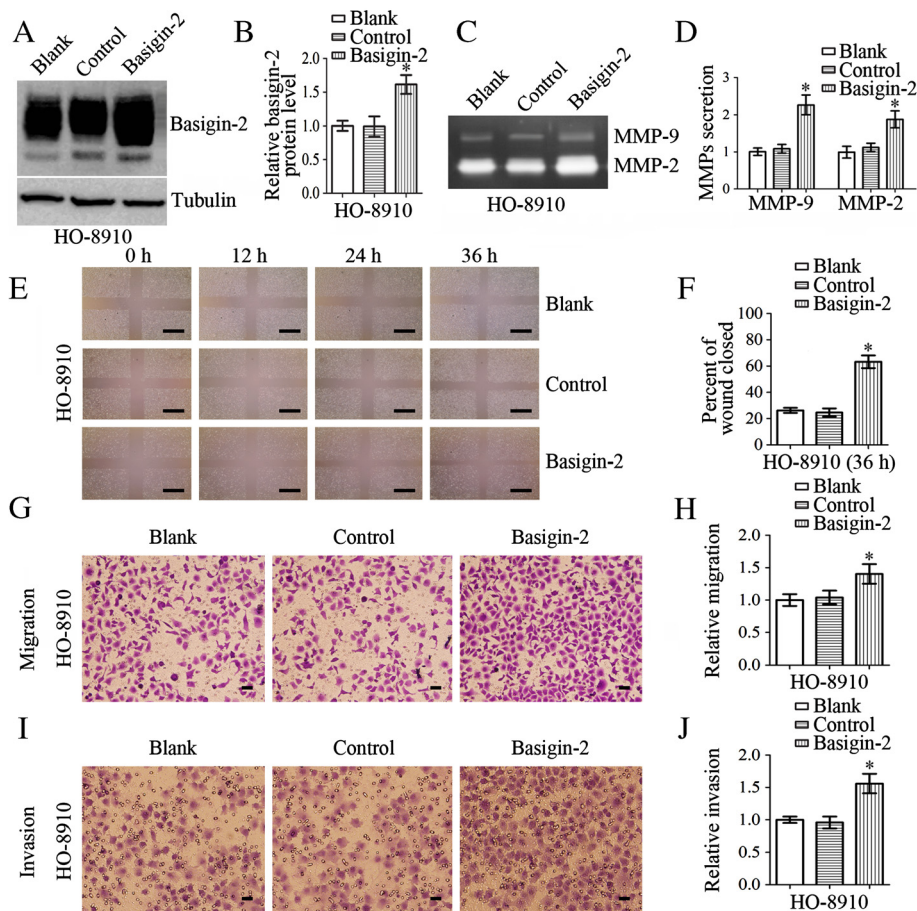 A
Blank
Control
Basigin-2
Basigin-2
Tubulin
HO-8910
B
Blank
Control
Basigin-2
Relative basigin-2
protein level
2.0
1.5
1.0
0.5
0.0
*
HO-8910
C
Blank
Control
Basigin-2
MMP-9
MMP-2
HO-8910
D
Blank
Control
Basigin-2
MMPs secretion
3
2
1
0
*
*
MMP-9 MMP-2
E
0 h 12 h 24 h 36 h
HO-8910
Blank
Control
Basigin-2
F
Blank
Control
Basigin-2
Percent of
wound closed
100
80
60
40
20
0
*
HO-8910 (36 h)
G
Blank Control Basigin-2
Migration
HO-8910
H
Blank
Control
Basigin-2
Relative migration
2.0
1.5
1.0
0.5
0.0
*
HO-8910
I
Blank Control Basigin-2
Invasion
HO-8910
J
Blank
Control
Basigin-2
Relative invasion
2.0
1.5
1.0
0.5
0.0
*
HO-8910